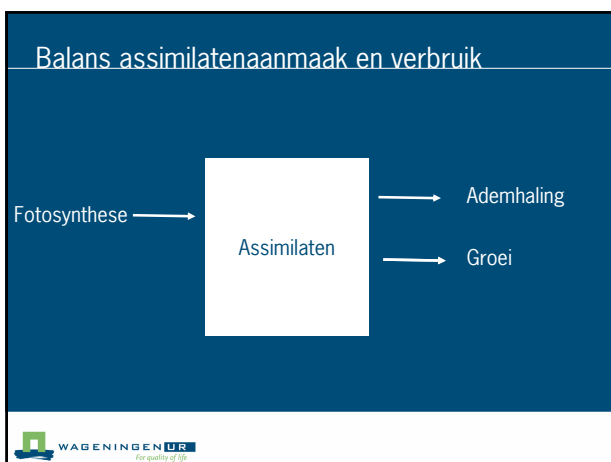 Balans assimilatenaanmaak en verbruik
Ademhaling
Fotosynthese
Assimilaten
Groei
WAGENINGEN UR
For quality of life